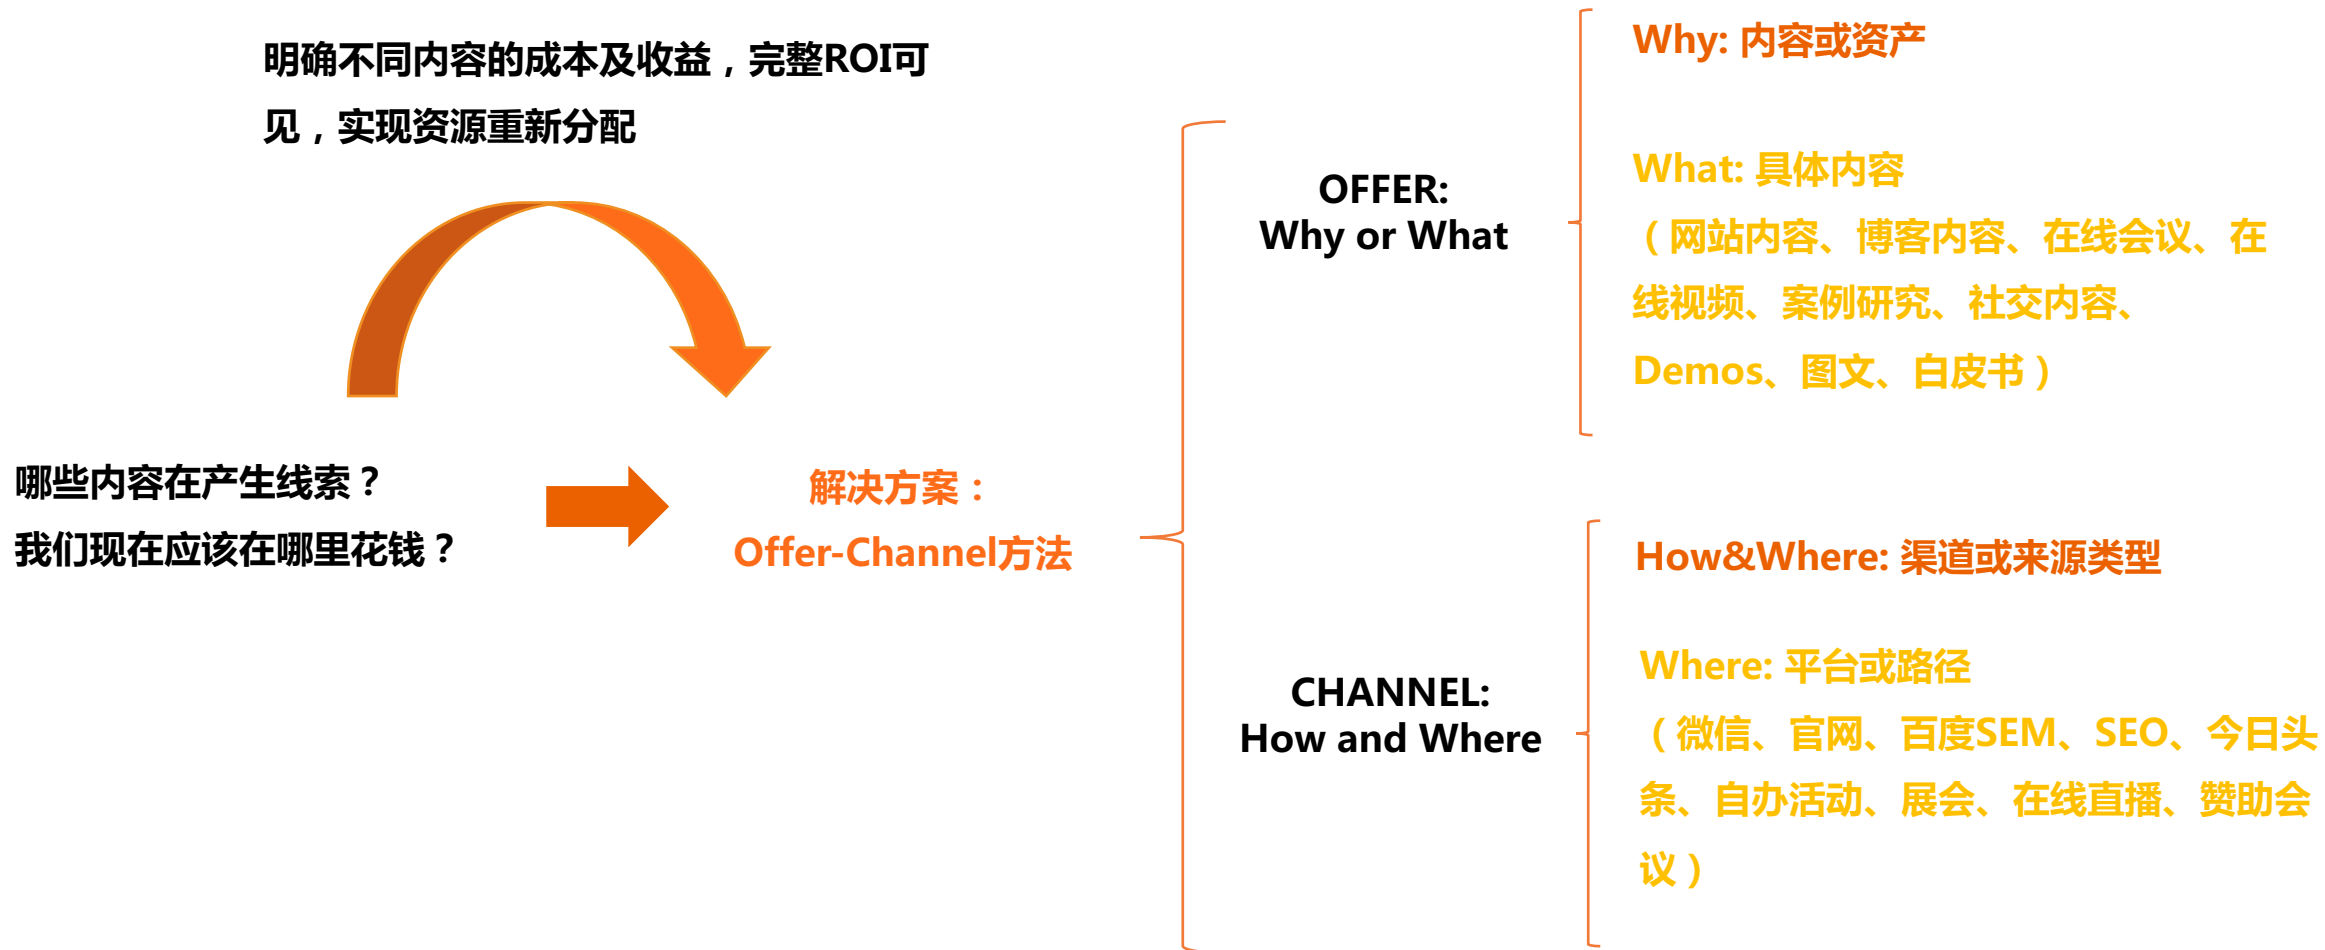 明确不同内容的成本及收益，完整ROI可
见，实现资源重新分配
哪些内容在产生线索？
我们现在应该在哪里花钱？
解决方案：
Offer-Channel方法
OFFER:
Why or What
Why: 内容或资产
What: 具体内容
（网站内容、博客内容、在线会议、在
线视频、案例研究、社交内容、
Demos、图文、白皮书）
CHANNEL:
How and Where
How&Where: 渠道或来源类型
Where: 平台或路径
（微信、官网、百度SEM、SEO、今日头
条、自办活动、展会、在线直播、赞助会
议）